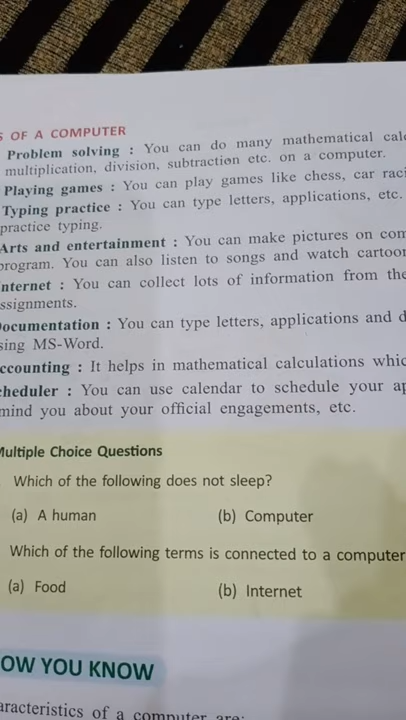 S OF A COMPUTER
Problem solving : You can do many mathematical calc
multiplication, division, subtraction etc. on a computer.
Playing games : You can play games like chess, car raci
Typing practice : You can type letters, applications, etc.
practice typing.
Arts and entertainment : You can make pictures on com
program. You can also listen to songs and watch cartoon
nternet : You can collect lots of information from the
ssignments.
Documentation : You can type letters, applications and d
sing MS-Word.
ccounting : It helps in mathematical calculations whic
cheduler : You can use calendar to schedule your ap
mind you about your official engagements, etc.
Multiple Choice Questions
Which of the following does not sleep?
(a) A human (b) Computer
Which of the following terms is connected to a computer
(a) Food (b) Internet
OW YOU KNOW
aracteristics of a computer are: